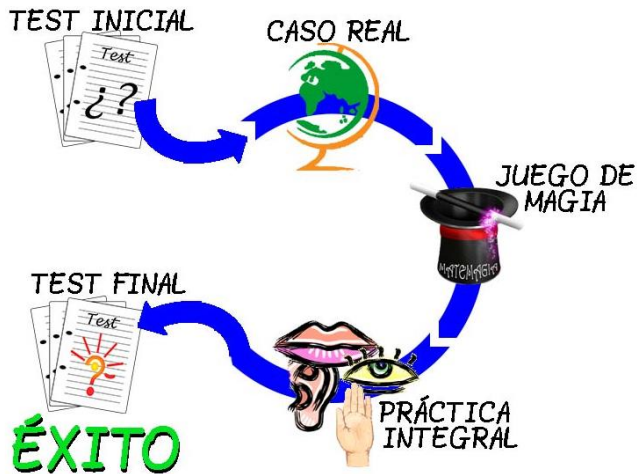 TEST INICIAL
Test
¿?
CASO REAL
JUEGO DE
MAGIA
MATEMAGIA
PRÁCTICA
INTEGRAL
TEST FINAL
Test
?
ÉXITO